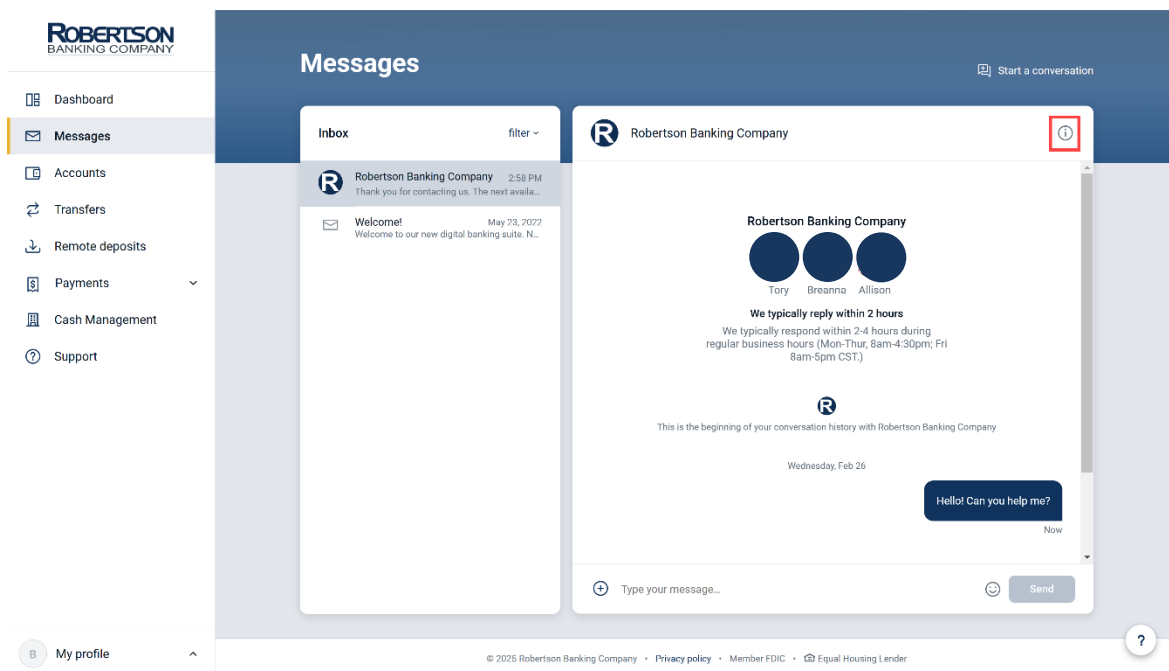 ROBERTSON
BANKING COMPANY
Dashboard
Messages
Accounts
Transfers
Remote deposits
Payments
Cash Management
Support
B My profile
Messages
Start a conversation
Inbox filter
R Robertson Banking Company 2:58 PM
Thank you for contacting us. The next availa...
Welcome! May 23, 2022
Welcome to our new digital banking suite. N...
R Robertson Banking Company
Robertson Banking Company
Tory Breanna Allison
We typically reply within 2 hours
We typically respond within 2-4 hours during
regular business hours (Mon-Thur, 8am-4:30pm; Fri
8am-5pm CST.)
R
This is the beginning of your conversation history with Robertson Banking Company
Wednesday, Feb 26
Hello! Can you help me?
Now
Type your message...
Send
© 2025 Robertson Banking Company • Privacy policy • Member FDIC • Equal Housing Lender
?